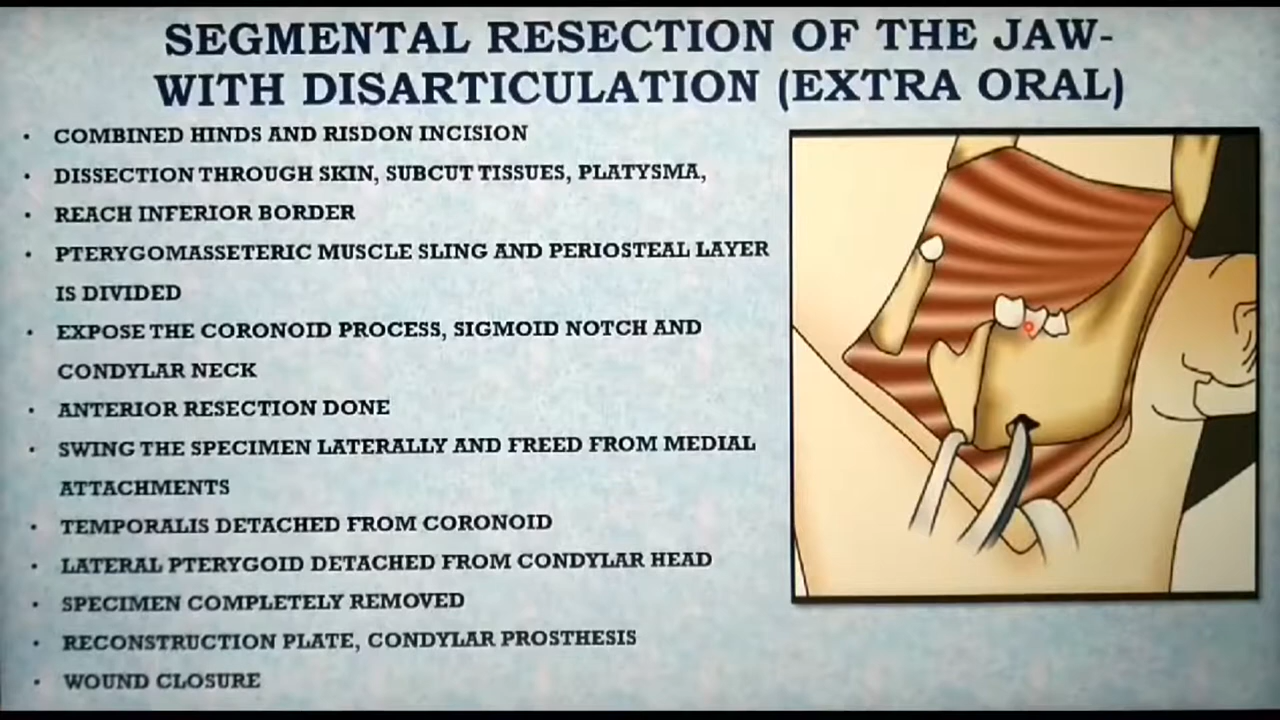 SEGMENTAL RESECTION OF THE JAW-
WITH DISARTICULATION (EXTRA ORAL)
• COMBINED HINDS AND RISDON INCISION
• DISSECTION THROUGH SKIN, SUBCUT TISSUES, PLATYSMA,
• REACH INFERIOR BORDER
• PTERYGOMASSETERIC MUSCLE SLING AND PERIOSTEAL LAYER
IS DIVIDED
• EXPOSE THE CORONOID PROCESS, SIGMOID NOTCH AND
CONDYLAR NECK
• ANTERIOR RESECTION DONE
• SWING THE SPECIMEN LATERALLY AND FREED FROM MEDIAL
ATTACHMENTS
• TEMPORALIS DETACHED FROM CORONOID
• LATERAL PTERYGOID DETACHED FROM CONDYLAR HEAD
• SPECIMEN COMPLETELY REMOVED
• RECONSTRUCTION PLATE, CONDYLAR PROSTHESIS
• WOUND CLOSURE